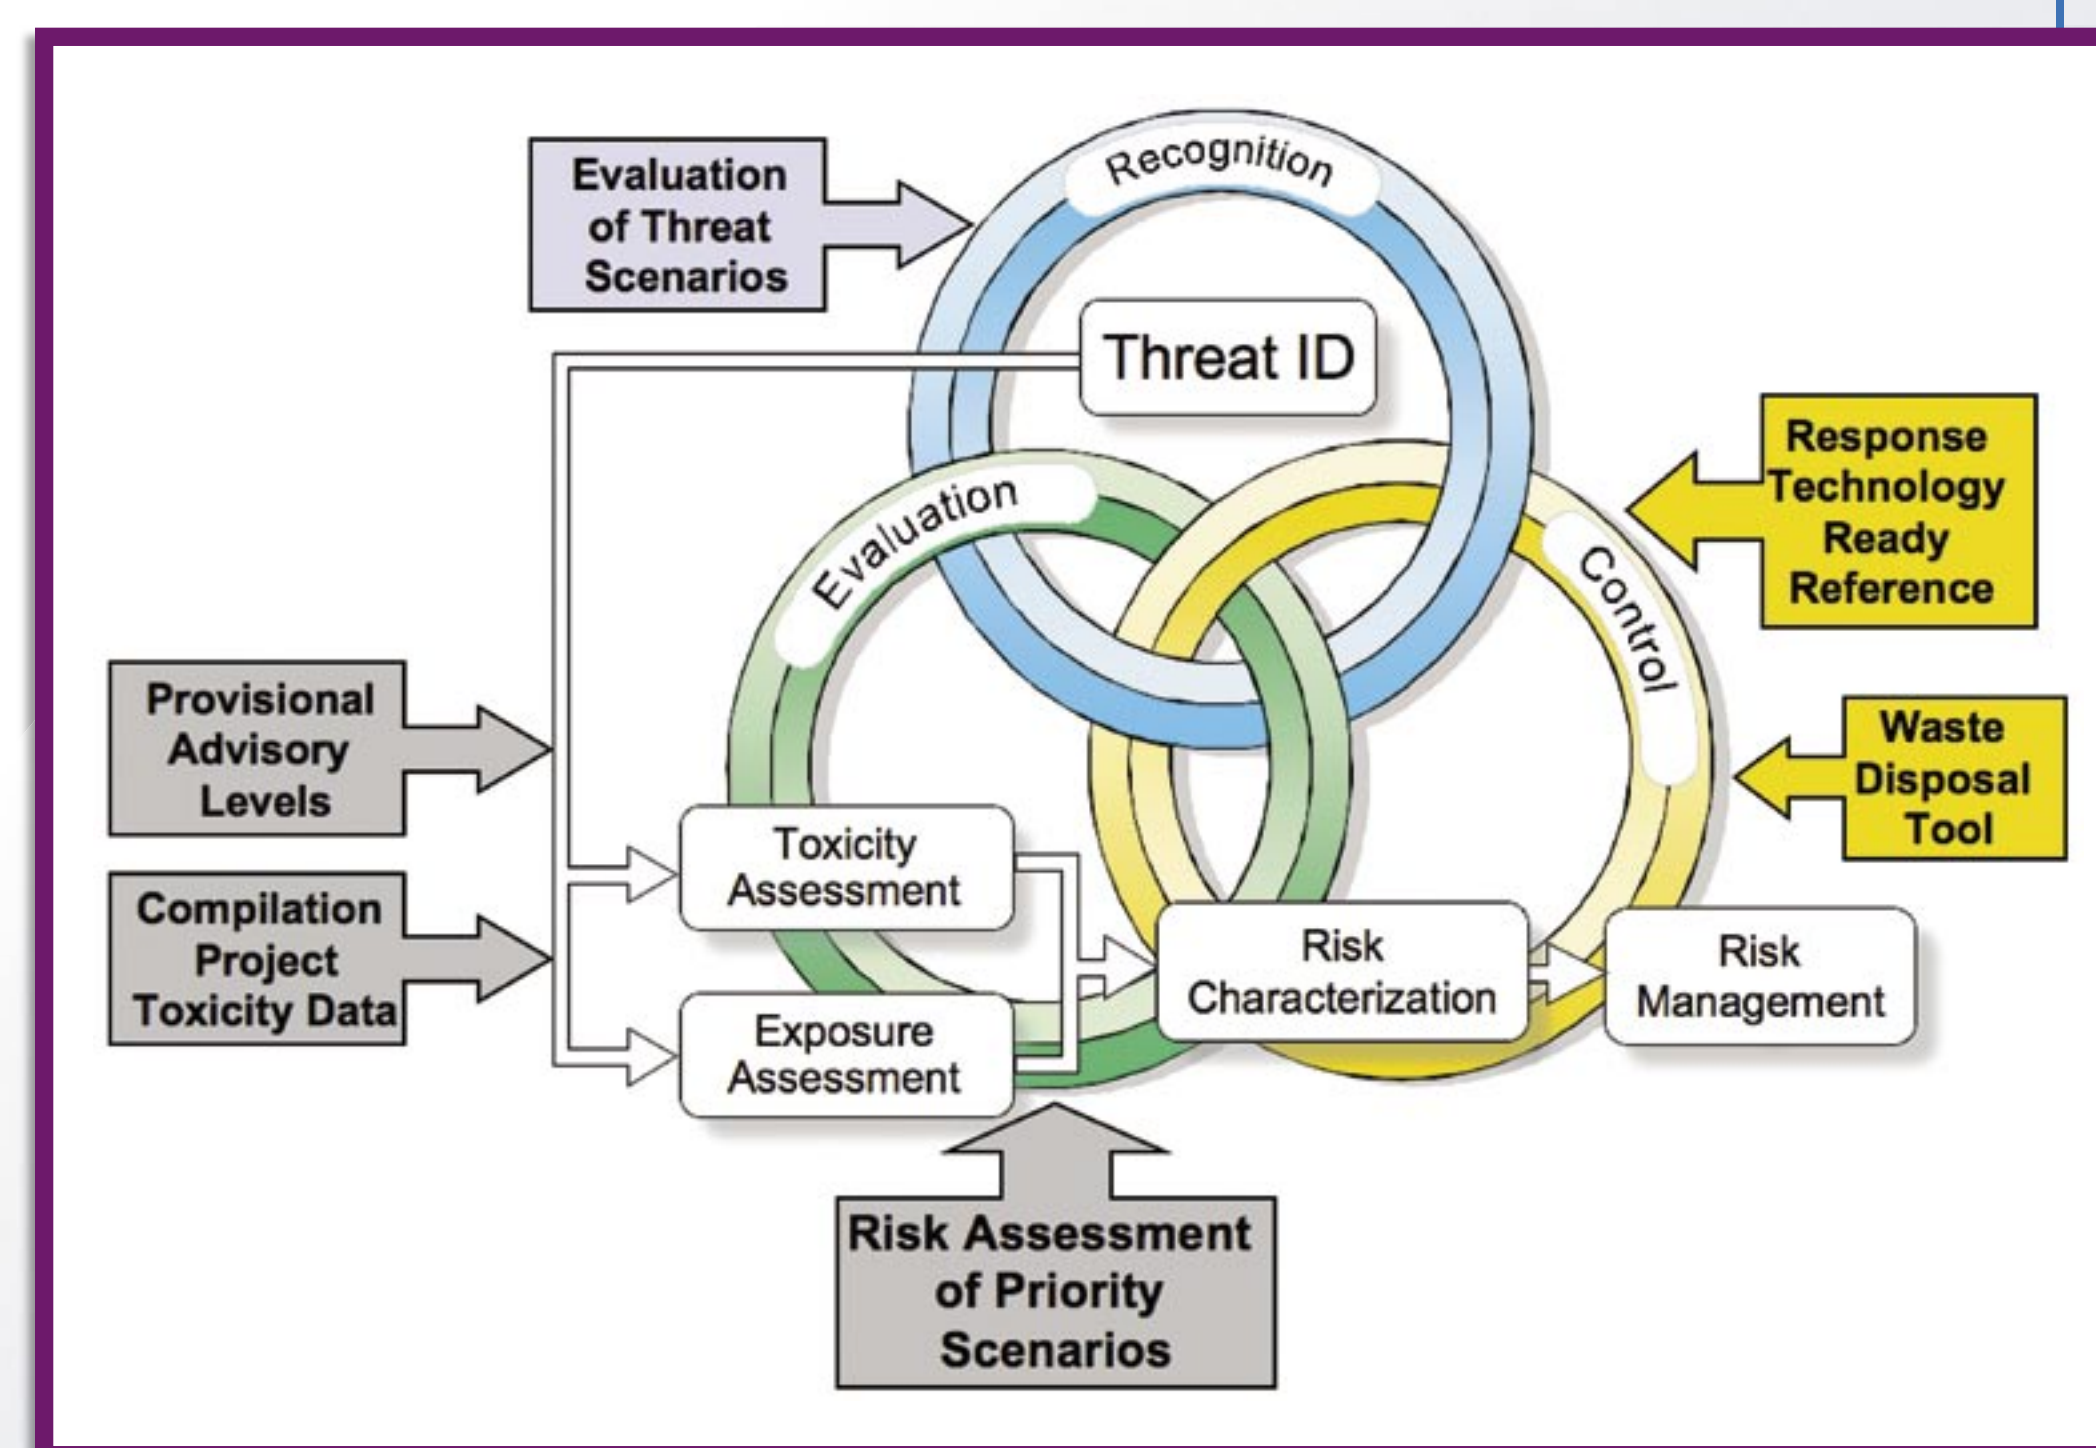 Recognition
Evaluation
of Threat
Scenarios
Threat ID
Response
Technology
Ready
Reference
Evaluation
Control
Provisional
Advisory
Levels
Waste
Disposal
Tool
Toxicity
Assessment
Compilation
Project
Toxicity Data
Risk
Characterization
Risk
Management
Exposure
Assessment
Risk Assessment
of Priority
Scenarios